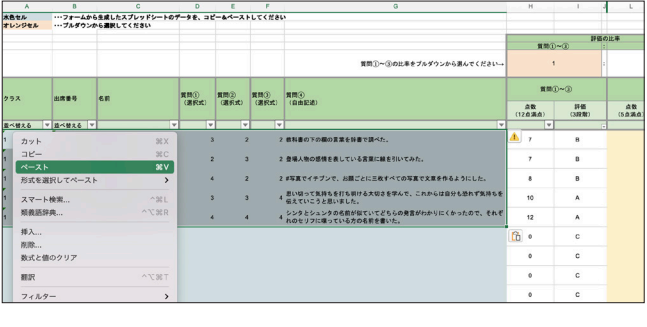 A B C D E F G H I J L
水色セル ･･･フォームから生成したスプレッドシートのデータを、コピー&ペーストしてください
オレンジセル ･･･プルダウンから選択してください
評価の比率
質問①～③ :
質問①～③の比率をプルダウンから選んでください→ 1 :
クラス 出席番号 名前 質問①（選択式） 質問②（選択式） 質問③（選択式） 質問④（自由記述） 質問①～③
点数（12点満点） 評価（3段階） 点数（5点満点）
並べ替える 並べ替える
1 3 2 2 教科書の下の欄の言葉を辞書で調べた。 7 B
1 2 3 2 登場人物の感情を表している言葉に線を引いてみた。 7 B
1 4 2 2 #写真でイチブンで、お題ごとに三枚すべての写真で文章を作るようにした。 8 B
1 3 3 4 思い切って気持ちを打ち明ける大切さを学んで、これからは自分も恐れず気持ちを伝えていこうと思いました。 10 A
4 4 4 シンタとシュンタの名前が似ていてどちらの発言がわかりにくかったので、それぞれのセリフに喋っている方の名前を書いた。 12 A
0 C
0 C
0 C
0 C
カット ⌘X
コピー ⌘C
ペースト ⌘V
形式を選択してペースト >
スマート検索... ^⌥⌘L
類義語辞典... ^⌥⌘R
挿入...
削除...
数式と値のクリア
翻訳 ^⌥⌘T
フィルター >